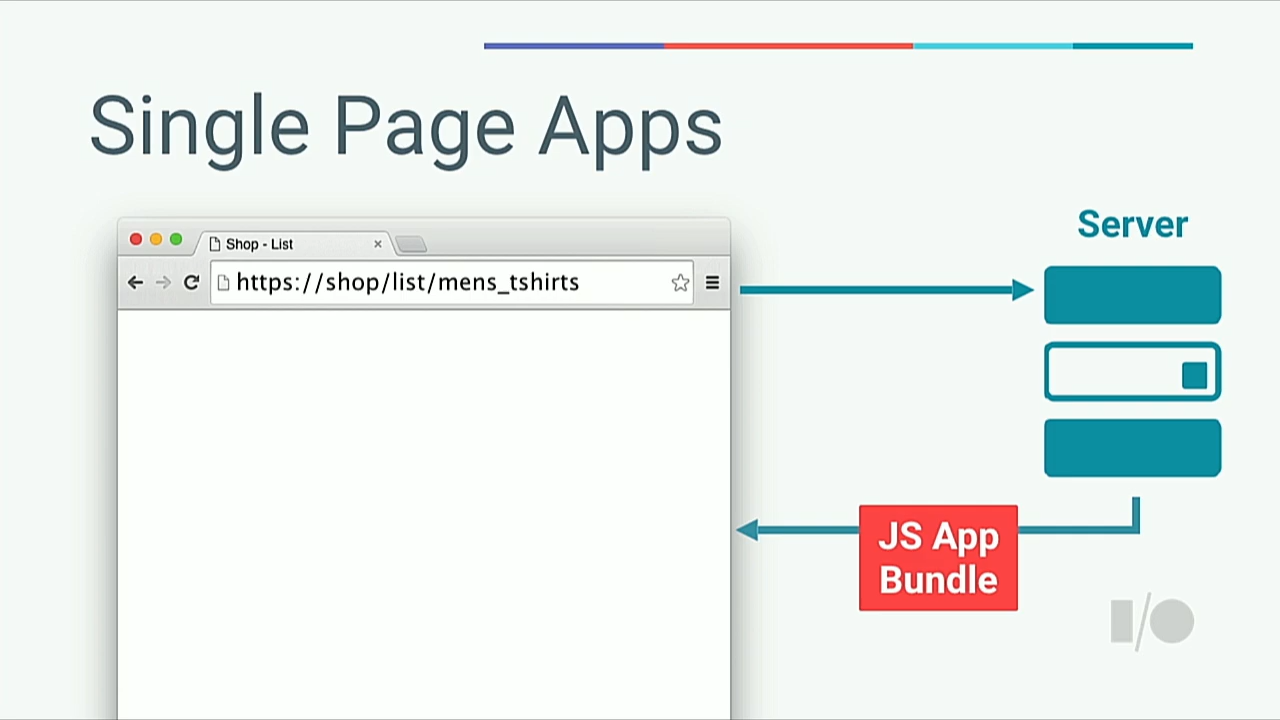 Single Page Apps
Server
Shop - List
https://shop/list/mens_tshirts
JS App
Bundle
I/O